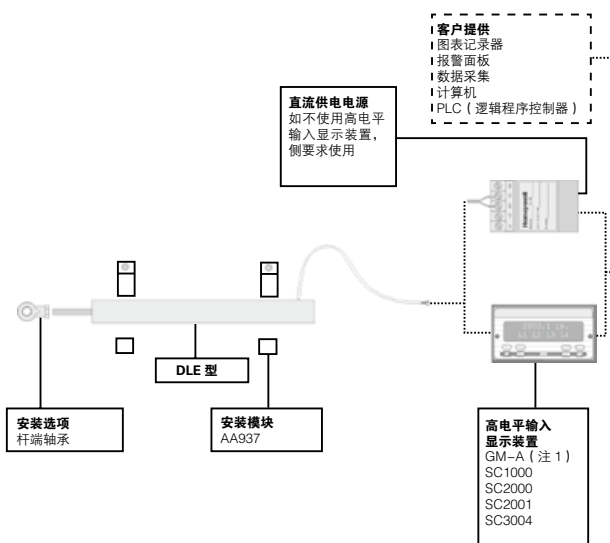 客户提供
图表记录器
报警面板
数据采集
计算机
PLC（逻辑程序控制器）
直流供电电源
如不使用高电平
输入显示装置，
侧要求使用
Honeywell
DLE 型
安装选项
杆端轴承
安装模块
AA937
高电平输入
显示装置
GM-A（注 1）
SC1000
SC2000
SC2001
SC3004